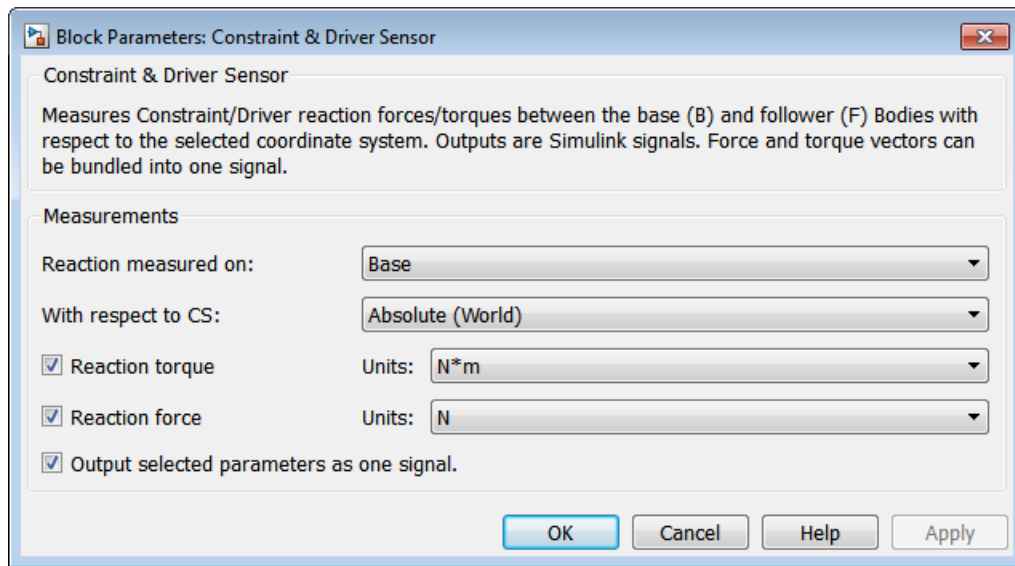 Block Parameters: Constraint & Driver Sensor
Constraint & Driver Sensor
Measures Constraint/Driver reaction forces/torques between the base (B) and follower (F) Bodies with
respect to the selected coordinate system. Outputs are Simulink signals. Force and torque vectors can
be bundled into one signal.
Measurements
Reaction measured on: Base
With respect to CS: Absolute (World)
Reaction torque Units: N*m
Reaction force Units: N
Output selected parameters as one signal.
OK Cancel Help Apply